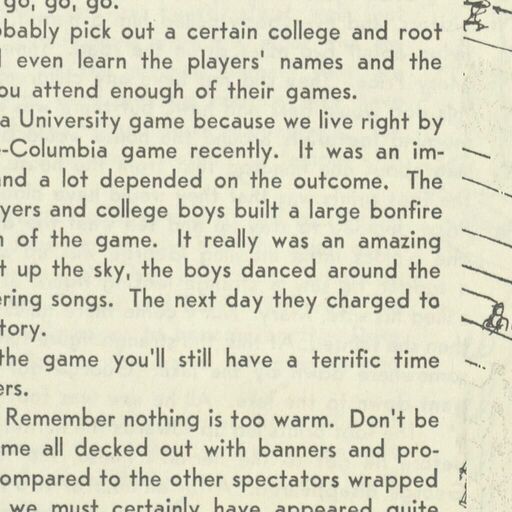 go, go, go.
obably pick out a certain college and root
l even learn the players' names and the
ou attend enough of their games.
a University game because we live right by
-Columbia game recently. It was an im-
nd a lot depended on the outcome. The
yers and college boys built a large bonfire
n of the game. It really was an amazing
t up the sky, the boys danced around the
ering songs. The next day they charged to
tory.
the game you'll still have a terrific time
ers.
Remember nothing is too warm. Don't be
me all decked out with banners and pro-
ompared to the other spectators wrapped
we must certainly have appeared quite